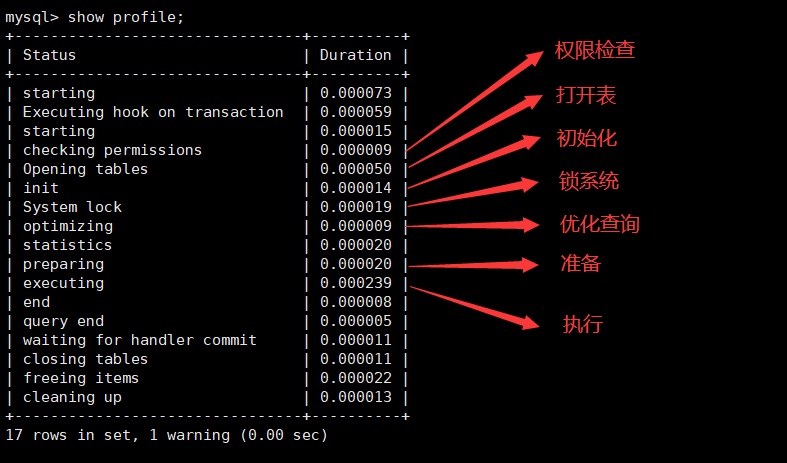 mysql> show profile;
+--------------------------------+----------+
| Status                         | Duration |
+--------------------------------+----------+
| starting                       | 0.000073 |
| Executing hook on transaction  | 0.000059 |
| starting                       | 0.000015 |
| checking permissions           | 0.000009 | 权限检查
| Opening tables                 | 0.000050 | 打开表
| init                           | 0.000014 | 初始化
| System lock                    | 0.000019 | 锁系统
| optimizing                     | 0.000009 | 优化查询
| statistics                     | 0.000020 |
| preparing                      | 0.000020 | 准备
| executing                      | 0.000239 | 执行
| end                            | 0.000008 |
| query end                      | 0.000005 |
| waiting for handler commit     | 0.000011 |
| closing tables                 | 0.000011 |
| freeing items                  | 0.000022 |
| cleaning up                    | 0.000013 |
+--------------------------------+----------+
17 rows in set, 1 warning (0.00 sec)